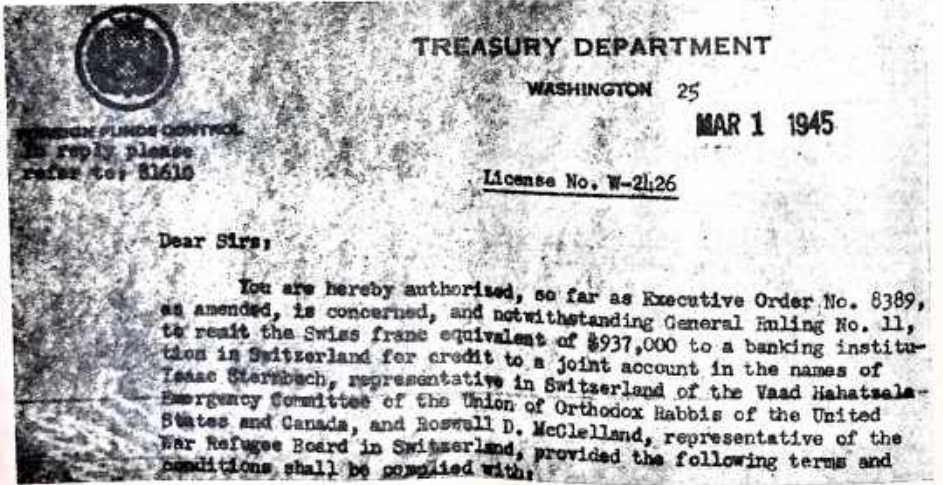 TREASURY DEPARTMENT
WASHINGTON 25
MAR 1 1945
FOREIGN FUNDS CONTROL
In reply please
refer to: 81610
License No. W-2426
Dear Sirs:
You are hereby authorized, so far as Executive Order No. 8389,
as amended, is concerned, and notwithstanding General Ruling No. 11,
to remit the Swiss franc equivalent of $937,000 to a banking institu-
tion in Switzerland for credit to a joint account in the names of
Isaac Sternbuch, representative in Switzerland of the Vaad Hahatzala-
Emergency Committee of the Union of Orthodox Rabbis of the United
States and Canada, and Roswell D. McClelland, representative of the
War Refugee Board in Switzerland, provided the following terms and
conditions shall be complied with: